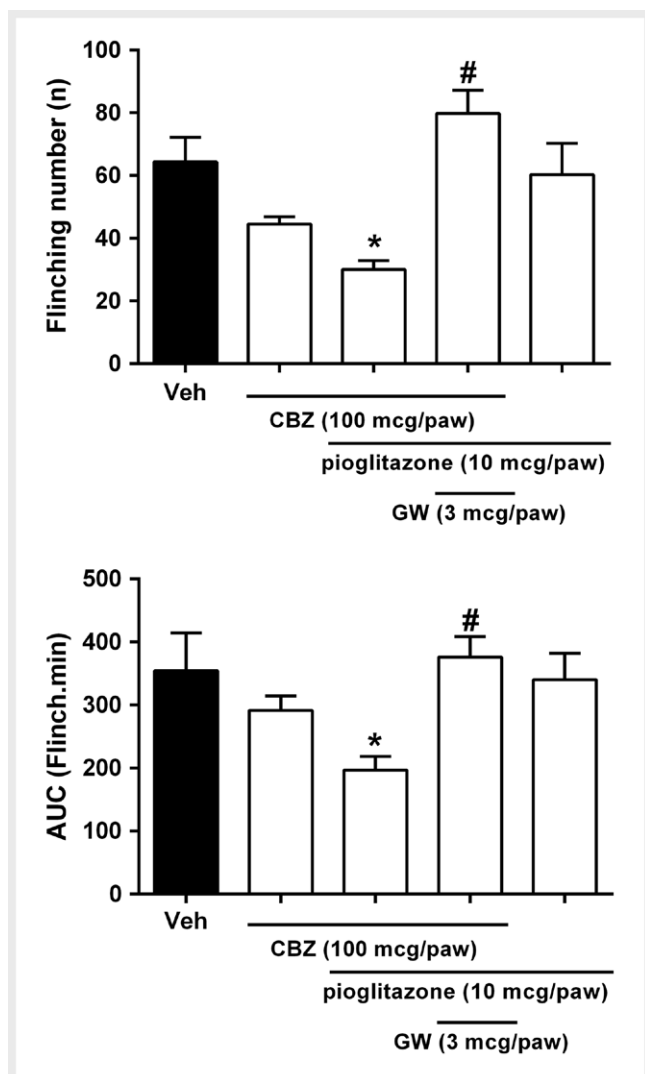 Flinching number (n)
100
80
60
40
20
0
#
*
Veh
CBZ (100 mcg/paw)
pioglitazone (10 mcg/paw)
GW (3 mcg/paw)
AUC (Flinch.min)
500
400
300
200
100
0
#
*
Veh
CBZ (100 mcg/paw)
pioglitazone (10 mcg/paw)
GW (3 mcg/paw)